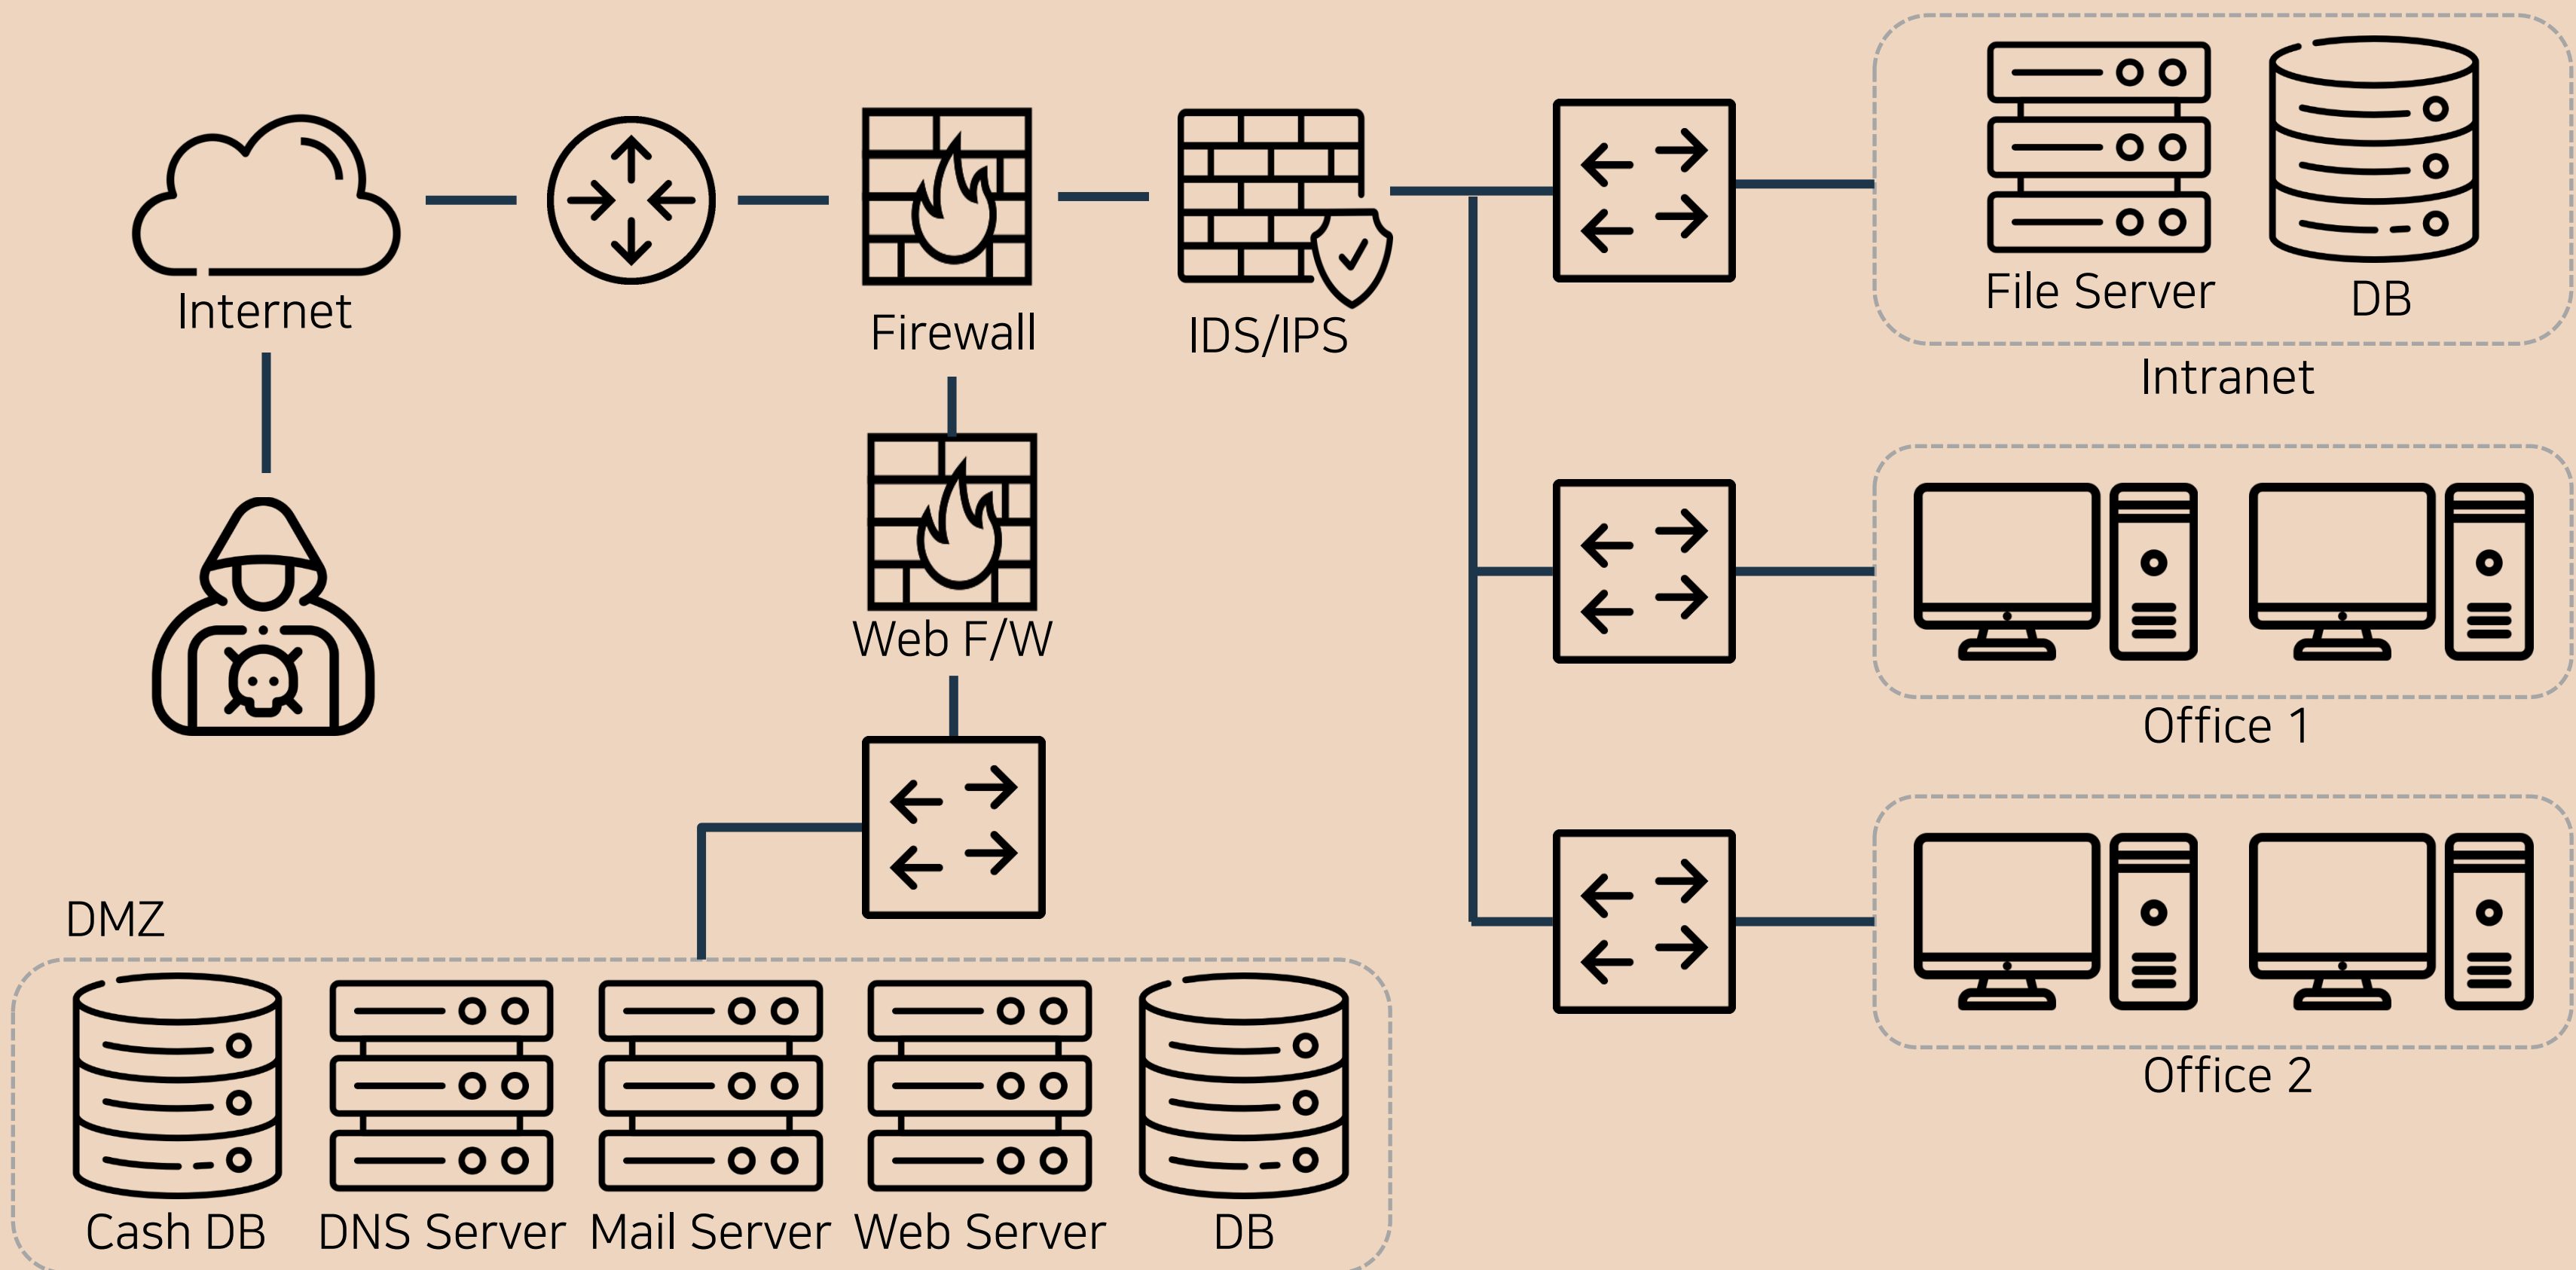 Internet
Firewall
IDS/IPS
File Server
DB
Intranet
Web F/W
Office 1
DMZ
Office 2
Cash DB
DNS Server
Mail Server
Web Server
DB